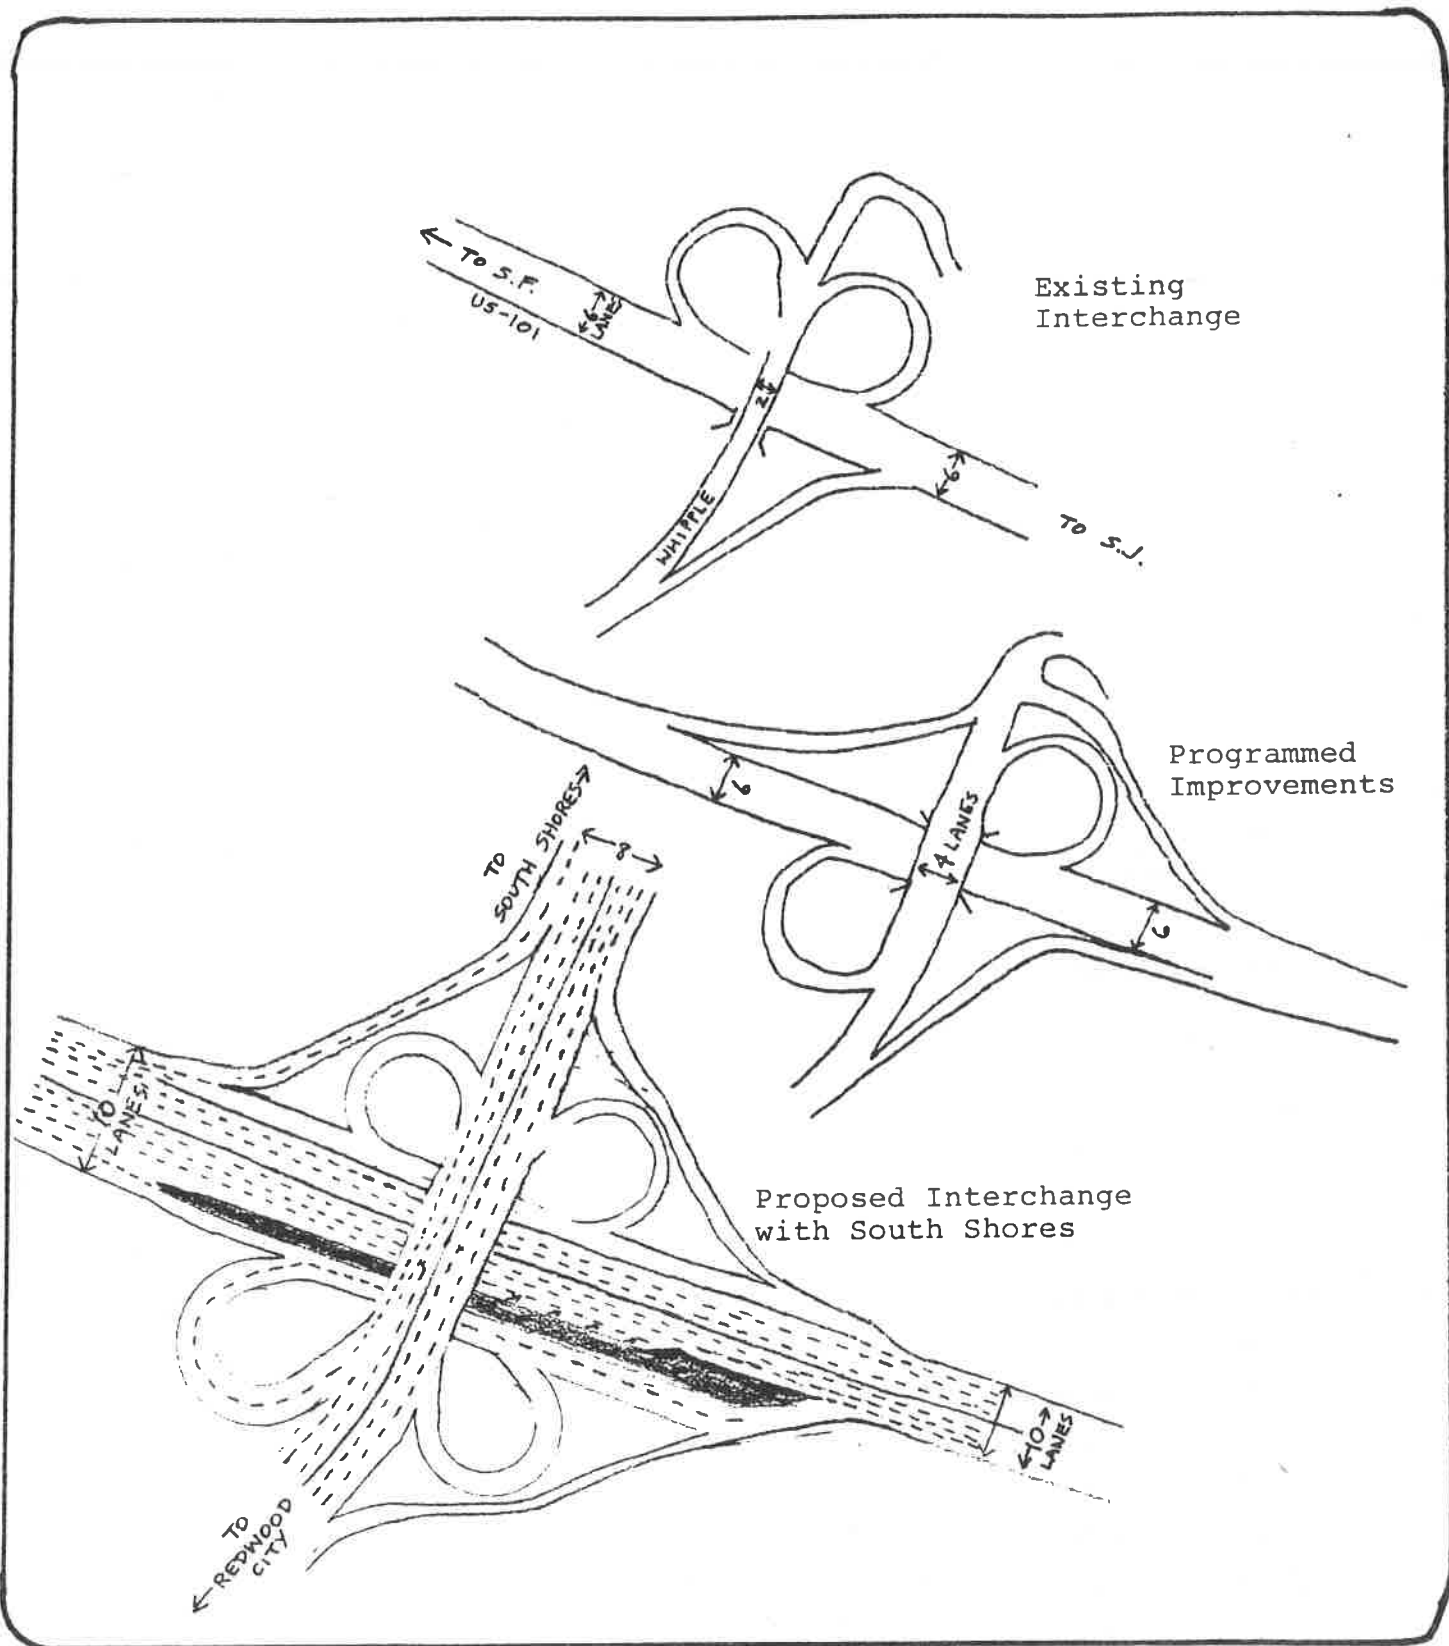 ← TO S.F.
US-101
←6→
LANES
Existing
Interchange
2
←6→
WHIPPLE
TO S.J.
Programmed
Improvements
6
4 LANES
6
TO
SOUTH SHORES→
←8→
10
LANES
Proposed Interchange
with South Shores
←10→
LANES
TO
← REDWOOD
CITY